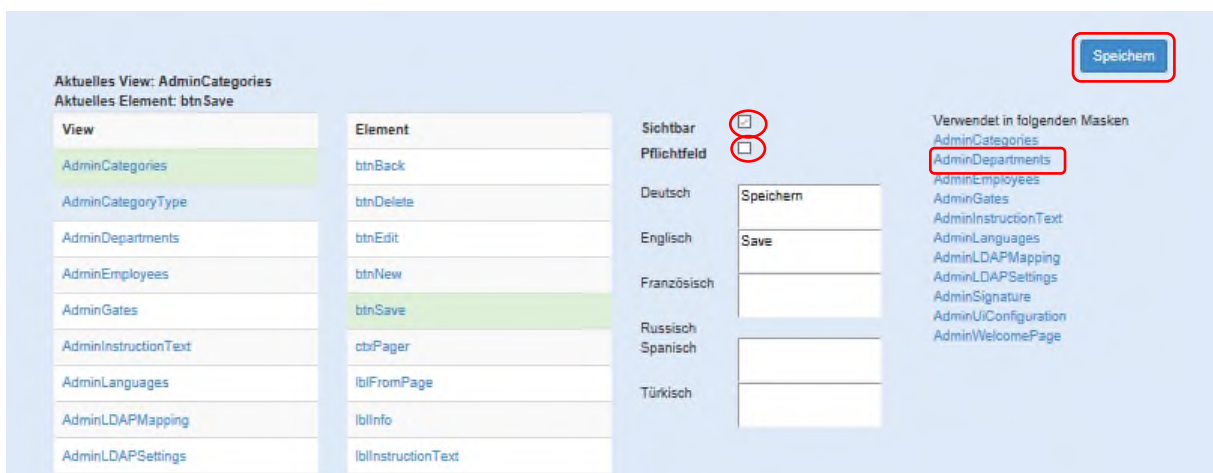 Speichern
Aktuelles View: AdminCategories
Aktuelles Element: btnSave
View
AdminCategories
AdminCategoryType
AdminDepartments
AdminEmployees
AdminGates
AdminInstructionText
AdminLanguages
AdminLDAPMapping
AdminLDAPSettings
Element
btnBack
btnDelete
btnEdit
btnNew
btnSave
ctxPager
lblFromPage
lblInfo
lblInstructionText
Sichtbar
Pflichtfeld
Deutsch Speichern
Englisch Save
Französisch
Russisch
Spanisch
Türkisch
Verwendet in folgenden Masken
AdminCategories
AdminDepartments
AdminEmployees
AdminGates
AdminInstructionText
AdminLanguages
AdminLDAPMapping
AdminLDAPSettings
AdminSignature
AdminUiConfiguration
AdminWelcomePage